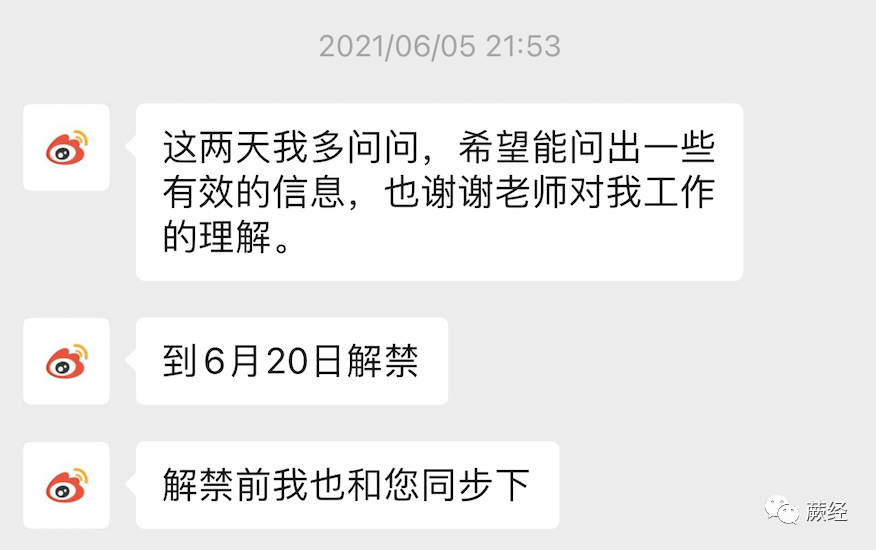 2021/06/05 21:53
这两天我多问问，希望能问出一些
有效的信息，也谢谢老师对我工作
的理解。
到6月20日解禁
解禁前我也和您同步下
蕨经